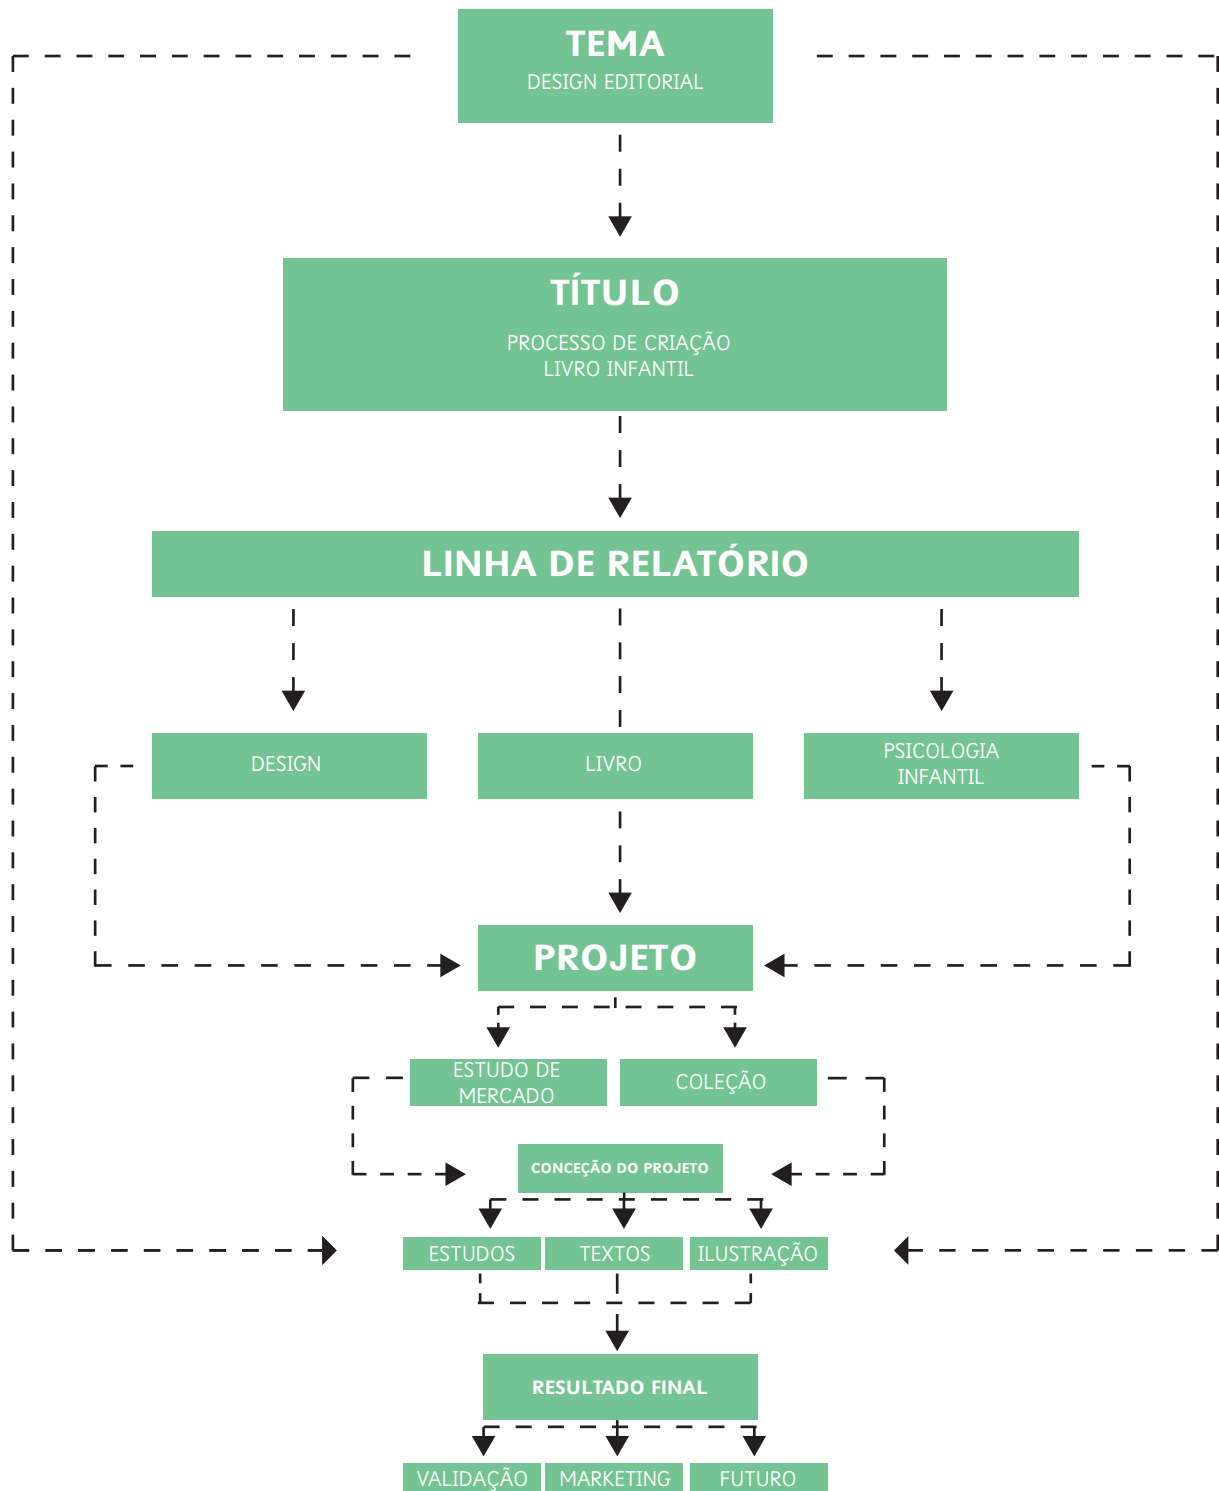 TEMA
DESIGN EDITORIAL
TÍTULO
PROCESSO DE CRIAÇÃO
LIVRO INFANTIL
LINHA DE RELATÓRIO
DESIGN
LIVRO
PSICOLOGIA
INFANTIL
PROJETO
ESTUDO DE
MERCADO
COLEÇÃO
CONCEÇÃO DO PROJETO
ESTUDOS
TEXTOS
ILUSTRAÇÃO
RESULTADO FINAL
VALIDAÇÃO
MARKETING
FUTURO